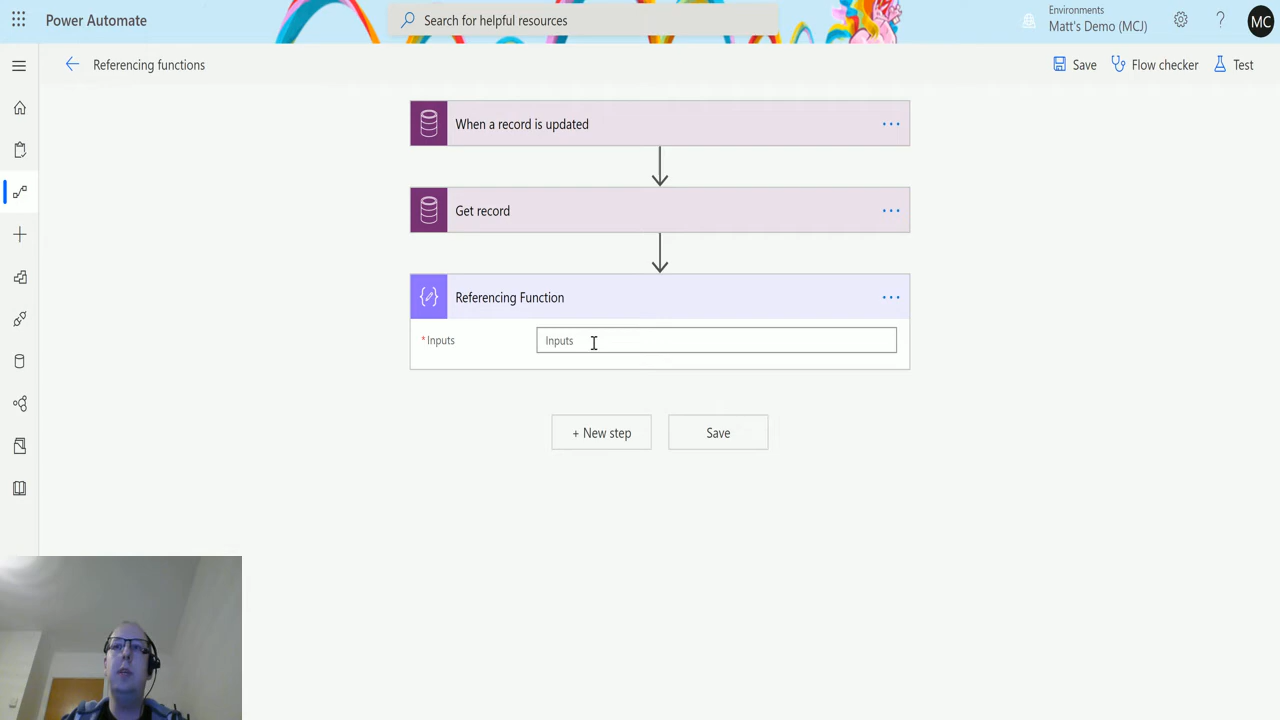 Power Automate
Search for helpful resources
Environments
Matt's Demo (MCJ)
MC
Referencing functions
Save
Flow checker
Test
When a record is updated
Get record
Referencing Function
* Inputs
Inputs
+ New step
Save